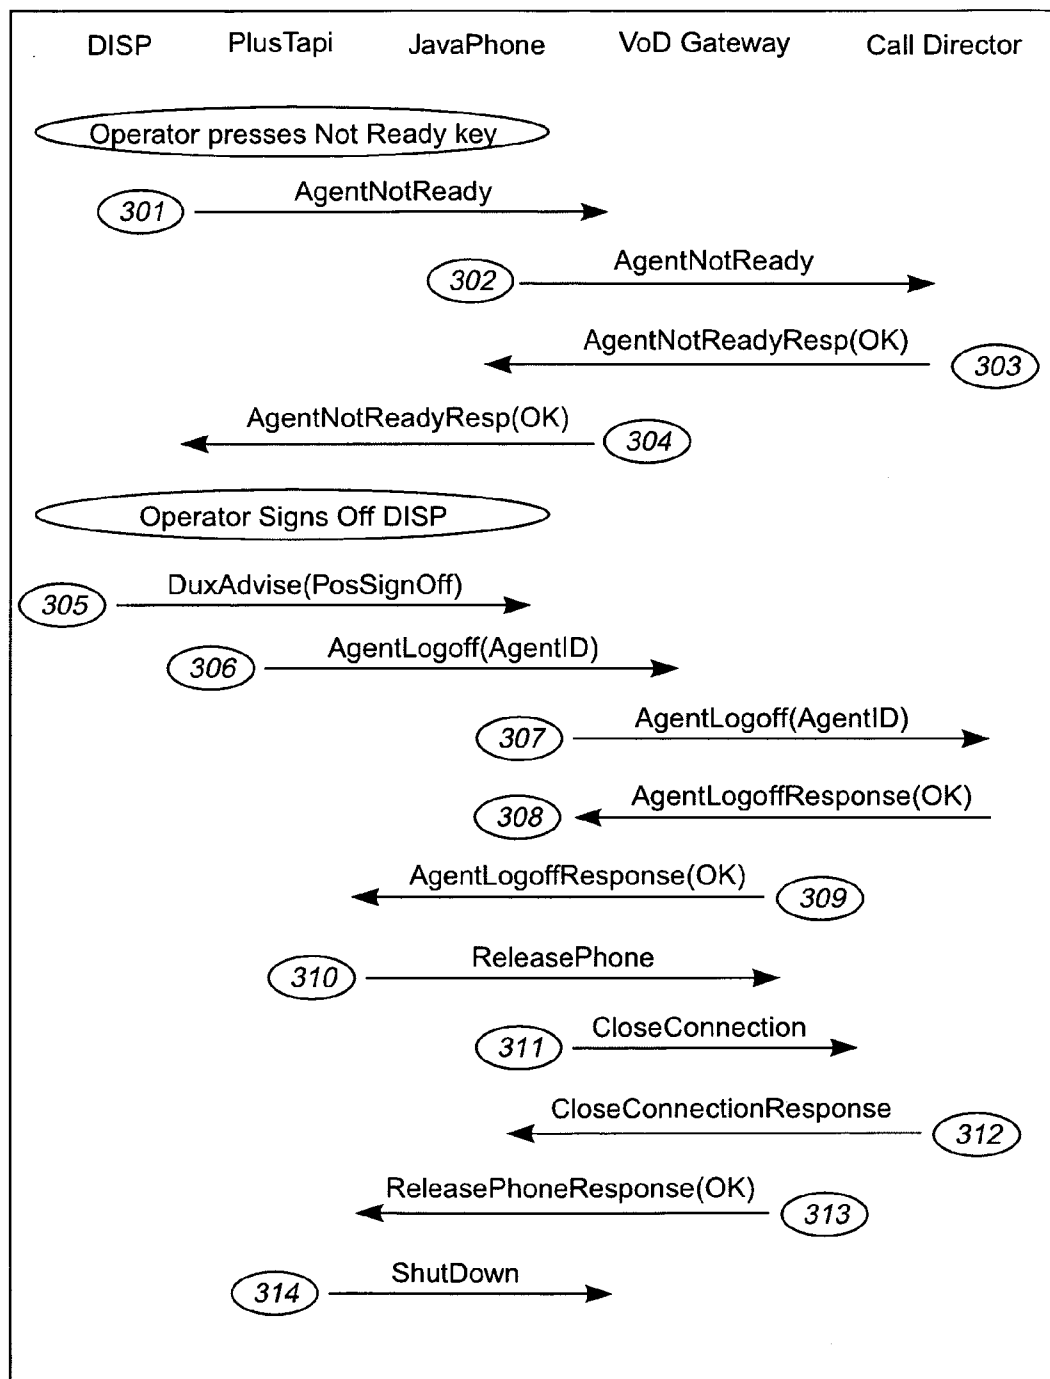 DISP PlusTapi JavaPhone VoD Gateway Call Director
Operator presses Not Ready key
301 AgentNotReady
302 AgentNotReady
AgentNotReadyResp(OK) 303
AgentNotReadyResp(OK) 304
Operator Signs Off DISP
305 DuxAdvise(PosSignOff)
306 AgentLogoff(AgentID)
307 AgentLogoff(AgentID)
308 AgentLogoffResponse(OK)
AgentLogoffResponse(OK) 309
310 ReleasePhone
311 CloseConnection
CloseConnectionResponse 312
ReleasePhoneResponse(OK) 313
314 ShutDown